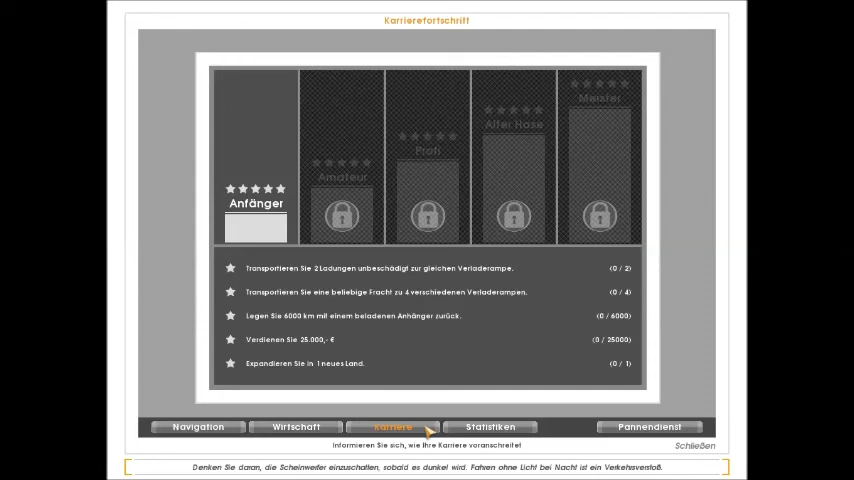 Karrierefortschritt
Meister
Alter Hase
Profi
Amateur
Anfänger
Transportieren Sie 2 Ladungen unbeschädigt zur gleichen Verladerampe. (0 / 2)
Transportieren Sie eine beliebige Fracht zu 4 verschiedenen Verladerampen. (0 / 4)
Legen Sie 6000 km mit einem beladenen Anhänger zurück. (0 / 6000)
Verdienen Sie 25.000,- € (0 / 25000)
Expandieren Sie in 1 neues Land. (0 / 1)
Navigation Wirtschaft Karriere Statistiken Pannendienst
Informieren Sie sich, wie Ihre Karriere voranschreitet Schließen
Denken Sie daran, die Scheinwerfer einzuschalten, sobald es dunkel wird. Fahren ohne Licht bei Nacht ist ein Verkehrsverstoß.